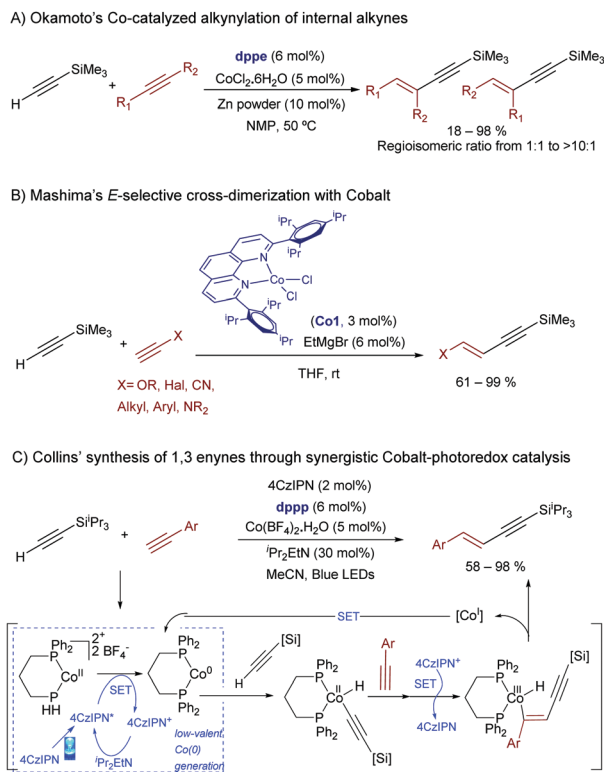 A) Okamoto's Co-catalyzed alkynylation of internal alkynes
dppe (6 mol%)
CoCl2.6H2O (5 mol%)
Zn powder (10 mol%)
NMP, 50 ºC
SiMe3
H
+
R2
R1
SiMe3
R1
R2
SiMe3
R2
R1
18 – 98 %
Regioisomeric ratio from 1:1 to >10:1
B) Mashima's E-selective cross-dimerization with Cobalt
iPr
iPr
iPr
N
N
Co
Cl
Cl
iPr
iPr
iPr
(Co1, 3 mol%)
EtMgBr (6 mol%)
THF, rt
SiMe3
H
+
X
X= OR, Hal, CN,
Alkyl, Aryl, NR2
SiMe3
X
61 – 99 %
C) Collins' synthesis of 1,3 enynes through synergistic Cobalt-photoredox catalysis
4CzIPN (2 mol%)
dppp (6 mol%)
Co(BF4)2.H2O (5 mol%)
iPr2EtN (30 mol%)
MeCN, Blue LEDs
SiiPr3
H
+
Ar
SiiPr3
Ar
58 – 98 %
SET
[CoI]
Ph2
P
CoII
P
HH
2+
2 BF4-
SET
Ph2
P
Co0
P
Ph2
4CzIPN*
4CzIPN+
4CzIPN
iPr2EtN
low-valent
Co(0)
generation
[Si]
H
Ph2
P
II
Co
H
P
Ph2
[Si]
Ar
4CzIPN+
SET
4CzIPN
Ph2
P
III
Co
H
P
Ph2
Ar
[Si]